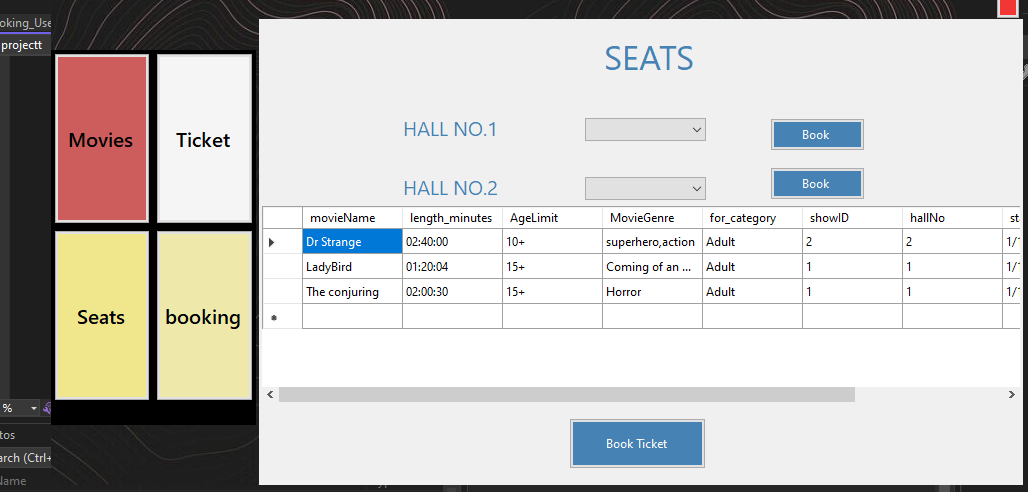 oking_Use
projectt
Movies
Ticket
Seats
booking
%
tos
arch (Ctrl+
Name
SEATS
HALL NO.1
Book
HALL NO.2
Book
movieName length_minutes AgeLimit MovieGenre for_category showID hallNo st
Dr Strange 02:40:00 10+ superhero,action Adult 2 2 1/1
LadyBird 01:20:04 15+ Coming of an ... Adult 1 1 1/1
The conjuring 02:00:30 15+ Horror Adult 1 1 1/1
Book Ticket